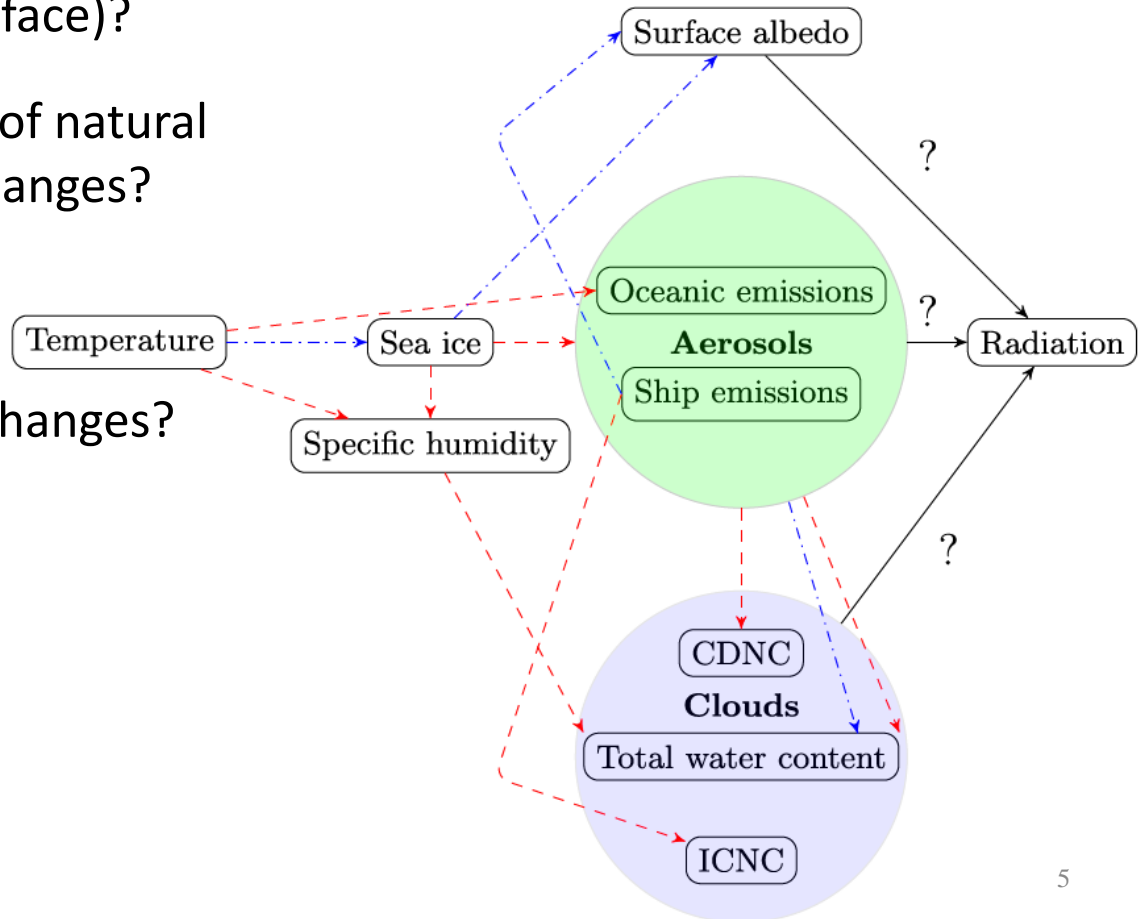 face)?
of natural
anges?
hanges?
Surface albedo
?
Oceanic emissions
?
Temperature
Sea ice
Aerosols
Radiation
Ship emissions
Specific humidity
?
CDNC
Clouds
Total water content
ICNC
5